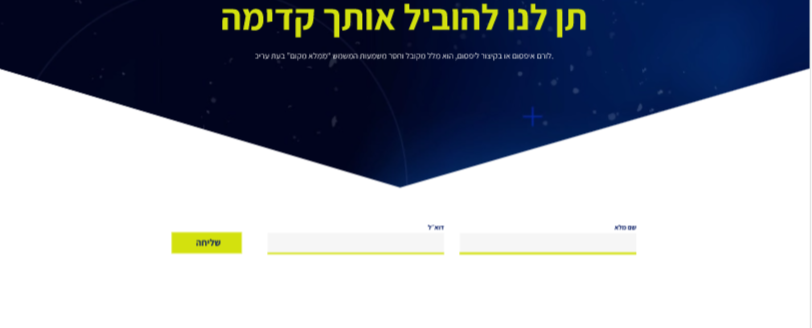 תן לנו להוביל אותך קדימה
לורם איפסום או בקיצור ליפסום, הוא מלל מקובל וחסר משמעות המשמש "ממלא מקום" בעת עריכ.
שם מלא
דוא"ל
שליחה